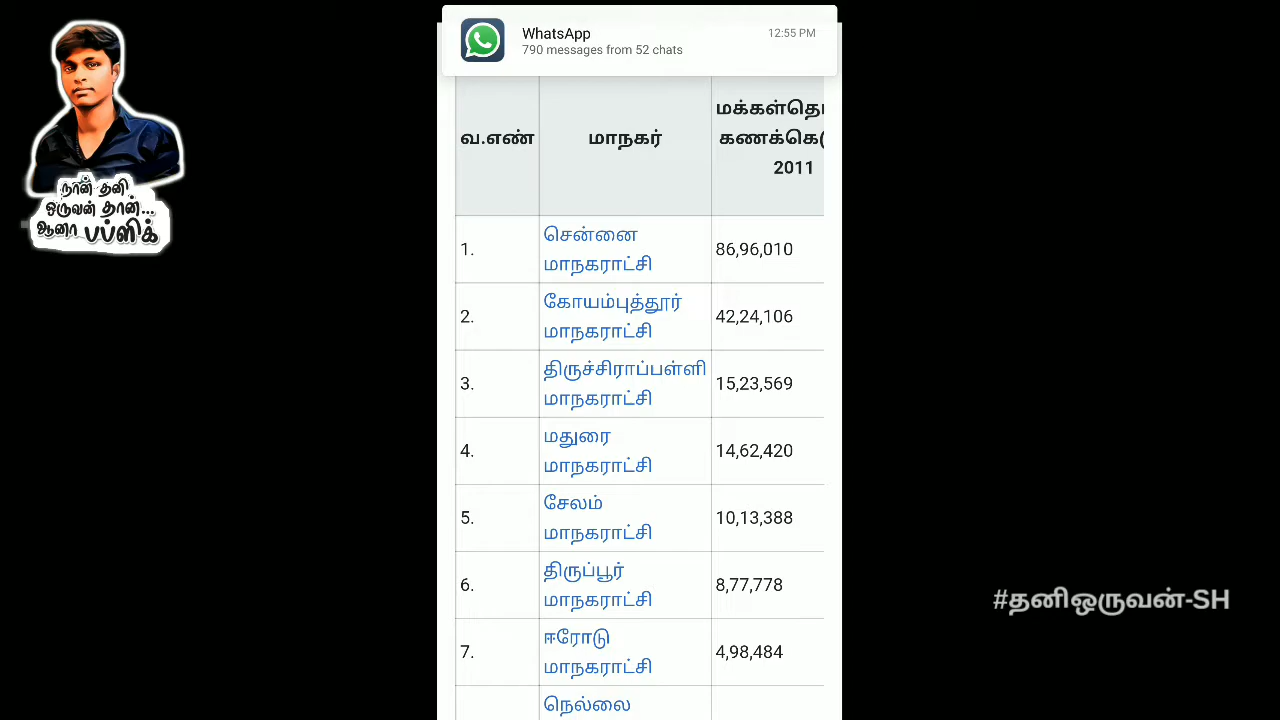 WhatsApp
12:55 PM
790 messages from 52 chats
வ.எண்
மாநகர்
2011
1.
சென்னை
மாநகராட்சி
86,96,010
2.
கோயம்புத்தூர்
மாநகராட்சி
42,24,106
3.
திருச்சிராப்பள்ளி
மாநகராட்சி
15,23,569
4.
மதுரை
மாநகராட்சி
14,62,420
5.
சேலம்
மாநகராட்சி
10,13,388
6.
திருப்பூர்
மாநகராட்சி
8,77,778
7.
ஈரோடு
மாநகராட்சி
4,98,484
நெல்லை
நான் தனி
ஒருவன் தான்...
ஆனா பப்ளிக்
#தனிஒருவன்-SH